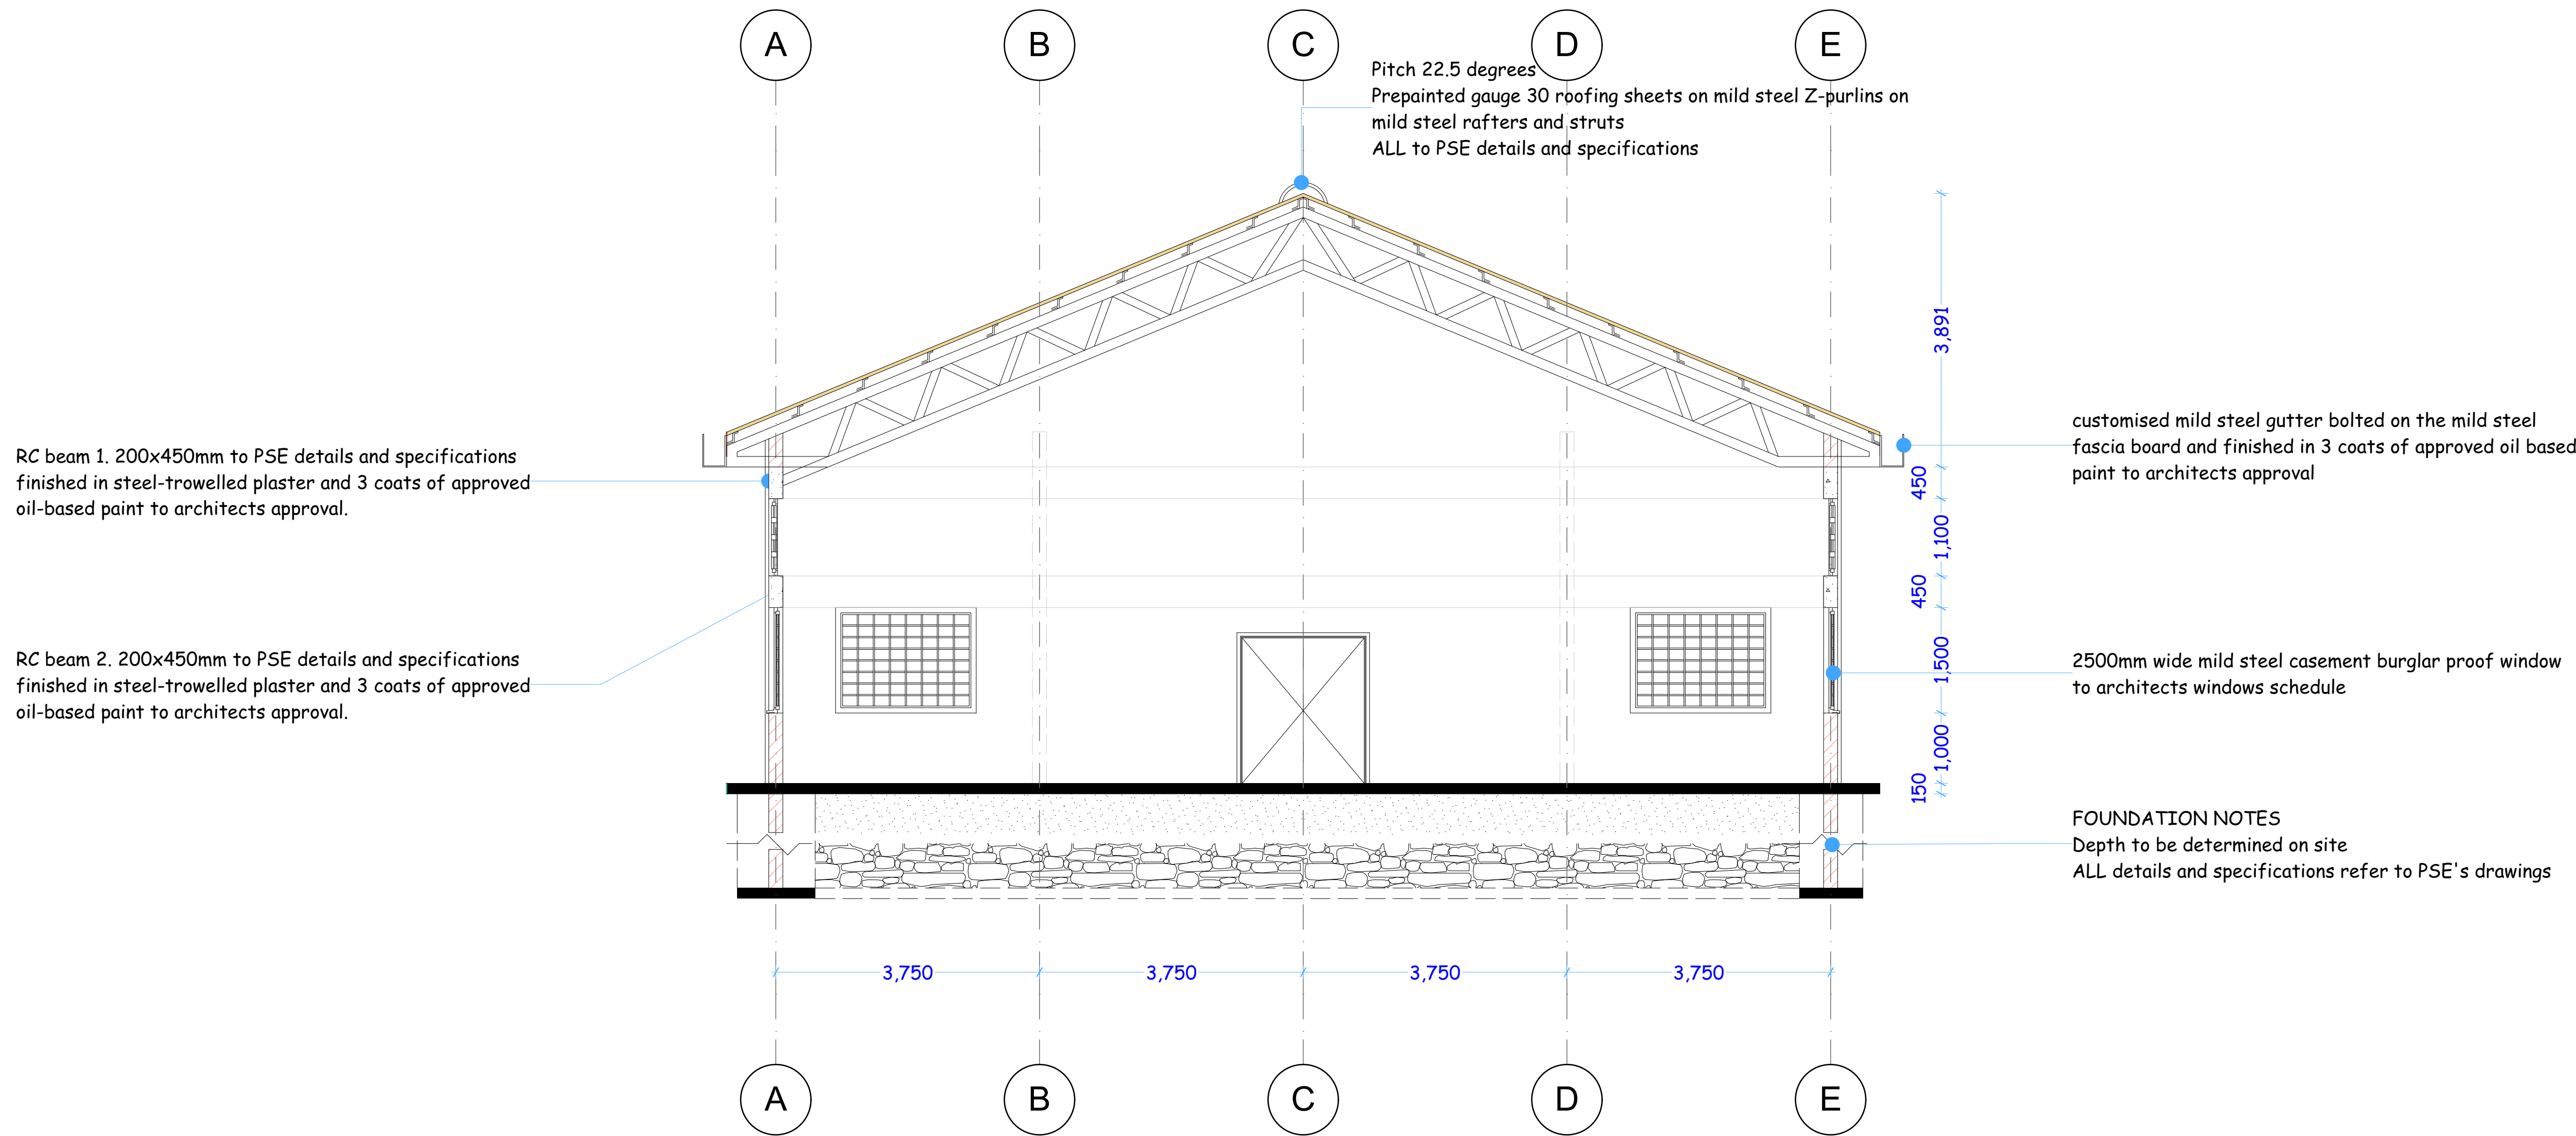 A
B
C
D
E
Pitch 22.5 degrees
Prepainted gauge 30 roofing sheets on mild steel Z-purlins on
mild steel rafters and struts
ALL to PSE details and specifications
3,891
RC beam 1. 200x450mm to PSE details and specifications
finished in steel-trowelled plaster and 3 coats of approved
oil-based paint to architects approval.
customised mild steel gutter bolted on the mild steel
fascia board and finished in 3 coats of approved oil based
paint to architects approval
450
1,100
450
RC beam 2. 200x450mm to PSE details and specifications
finished in steel-trowelled plaster and 3 coats of approved
oil-based paint to architects approval.
1,500
2500mm wide mild steel casement burglar proof window
to architects windows schedule
1,000
150
FOUNDATION NOTES
Depth to be determined on site
ALL details and specifications refer to PSE's drawings
3,750
3,750
3,750
3,750
A
B
C
D
E